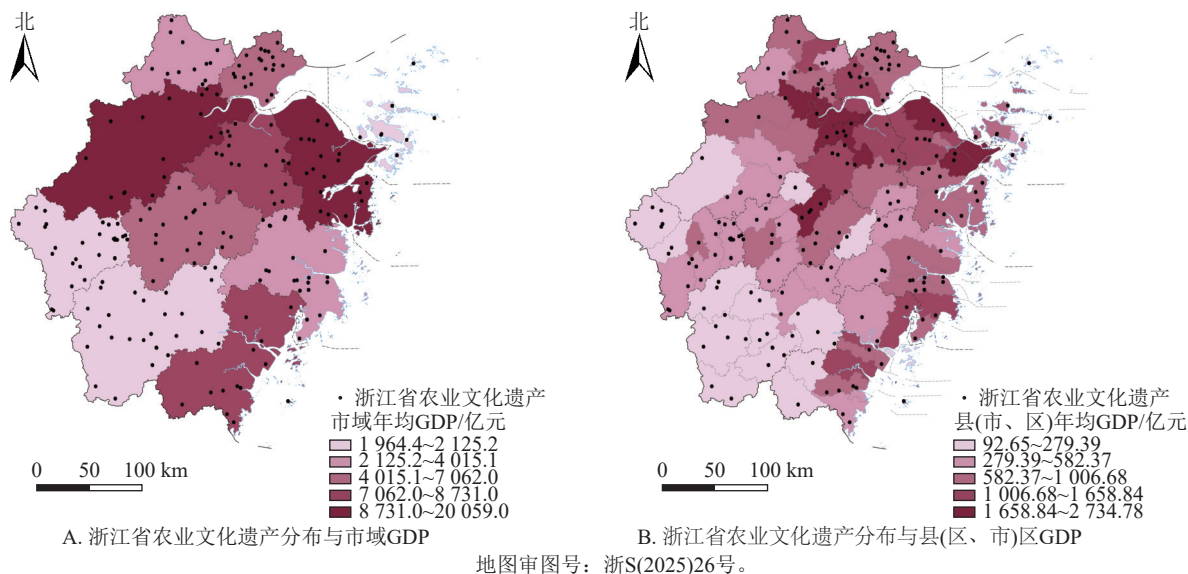 北
浙江省农业文化遗产
市域年均GDP/亿元
1 964.4~2 125.2
2 125.2~4 015.1
4 015.1~7 062.0
7 062.0~8 731.0
8 731.0~20 059.0
0 50 100 km
A. 浙江省农业文化遗产分布与市域GDP
北
浙江省农业文化遗产
县(市、区)年均GDP/亿元
92.65~279.39
279.39~582.37
582.37~1 006.68
1 006.68~1 658.84
1 658.84~2 734.78
0 50 100 km
B. 浙江省农业文化遗产分布与县(区、市)区GDP
地图审图号：浙S(2025)26号。